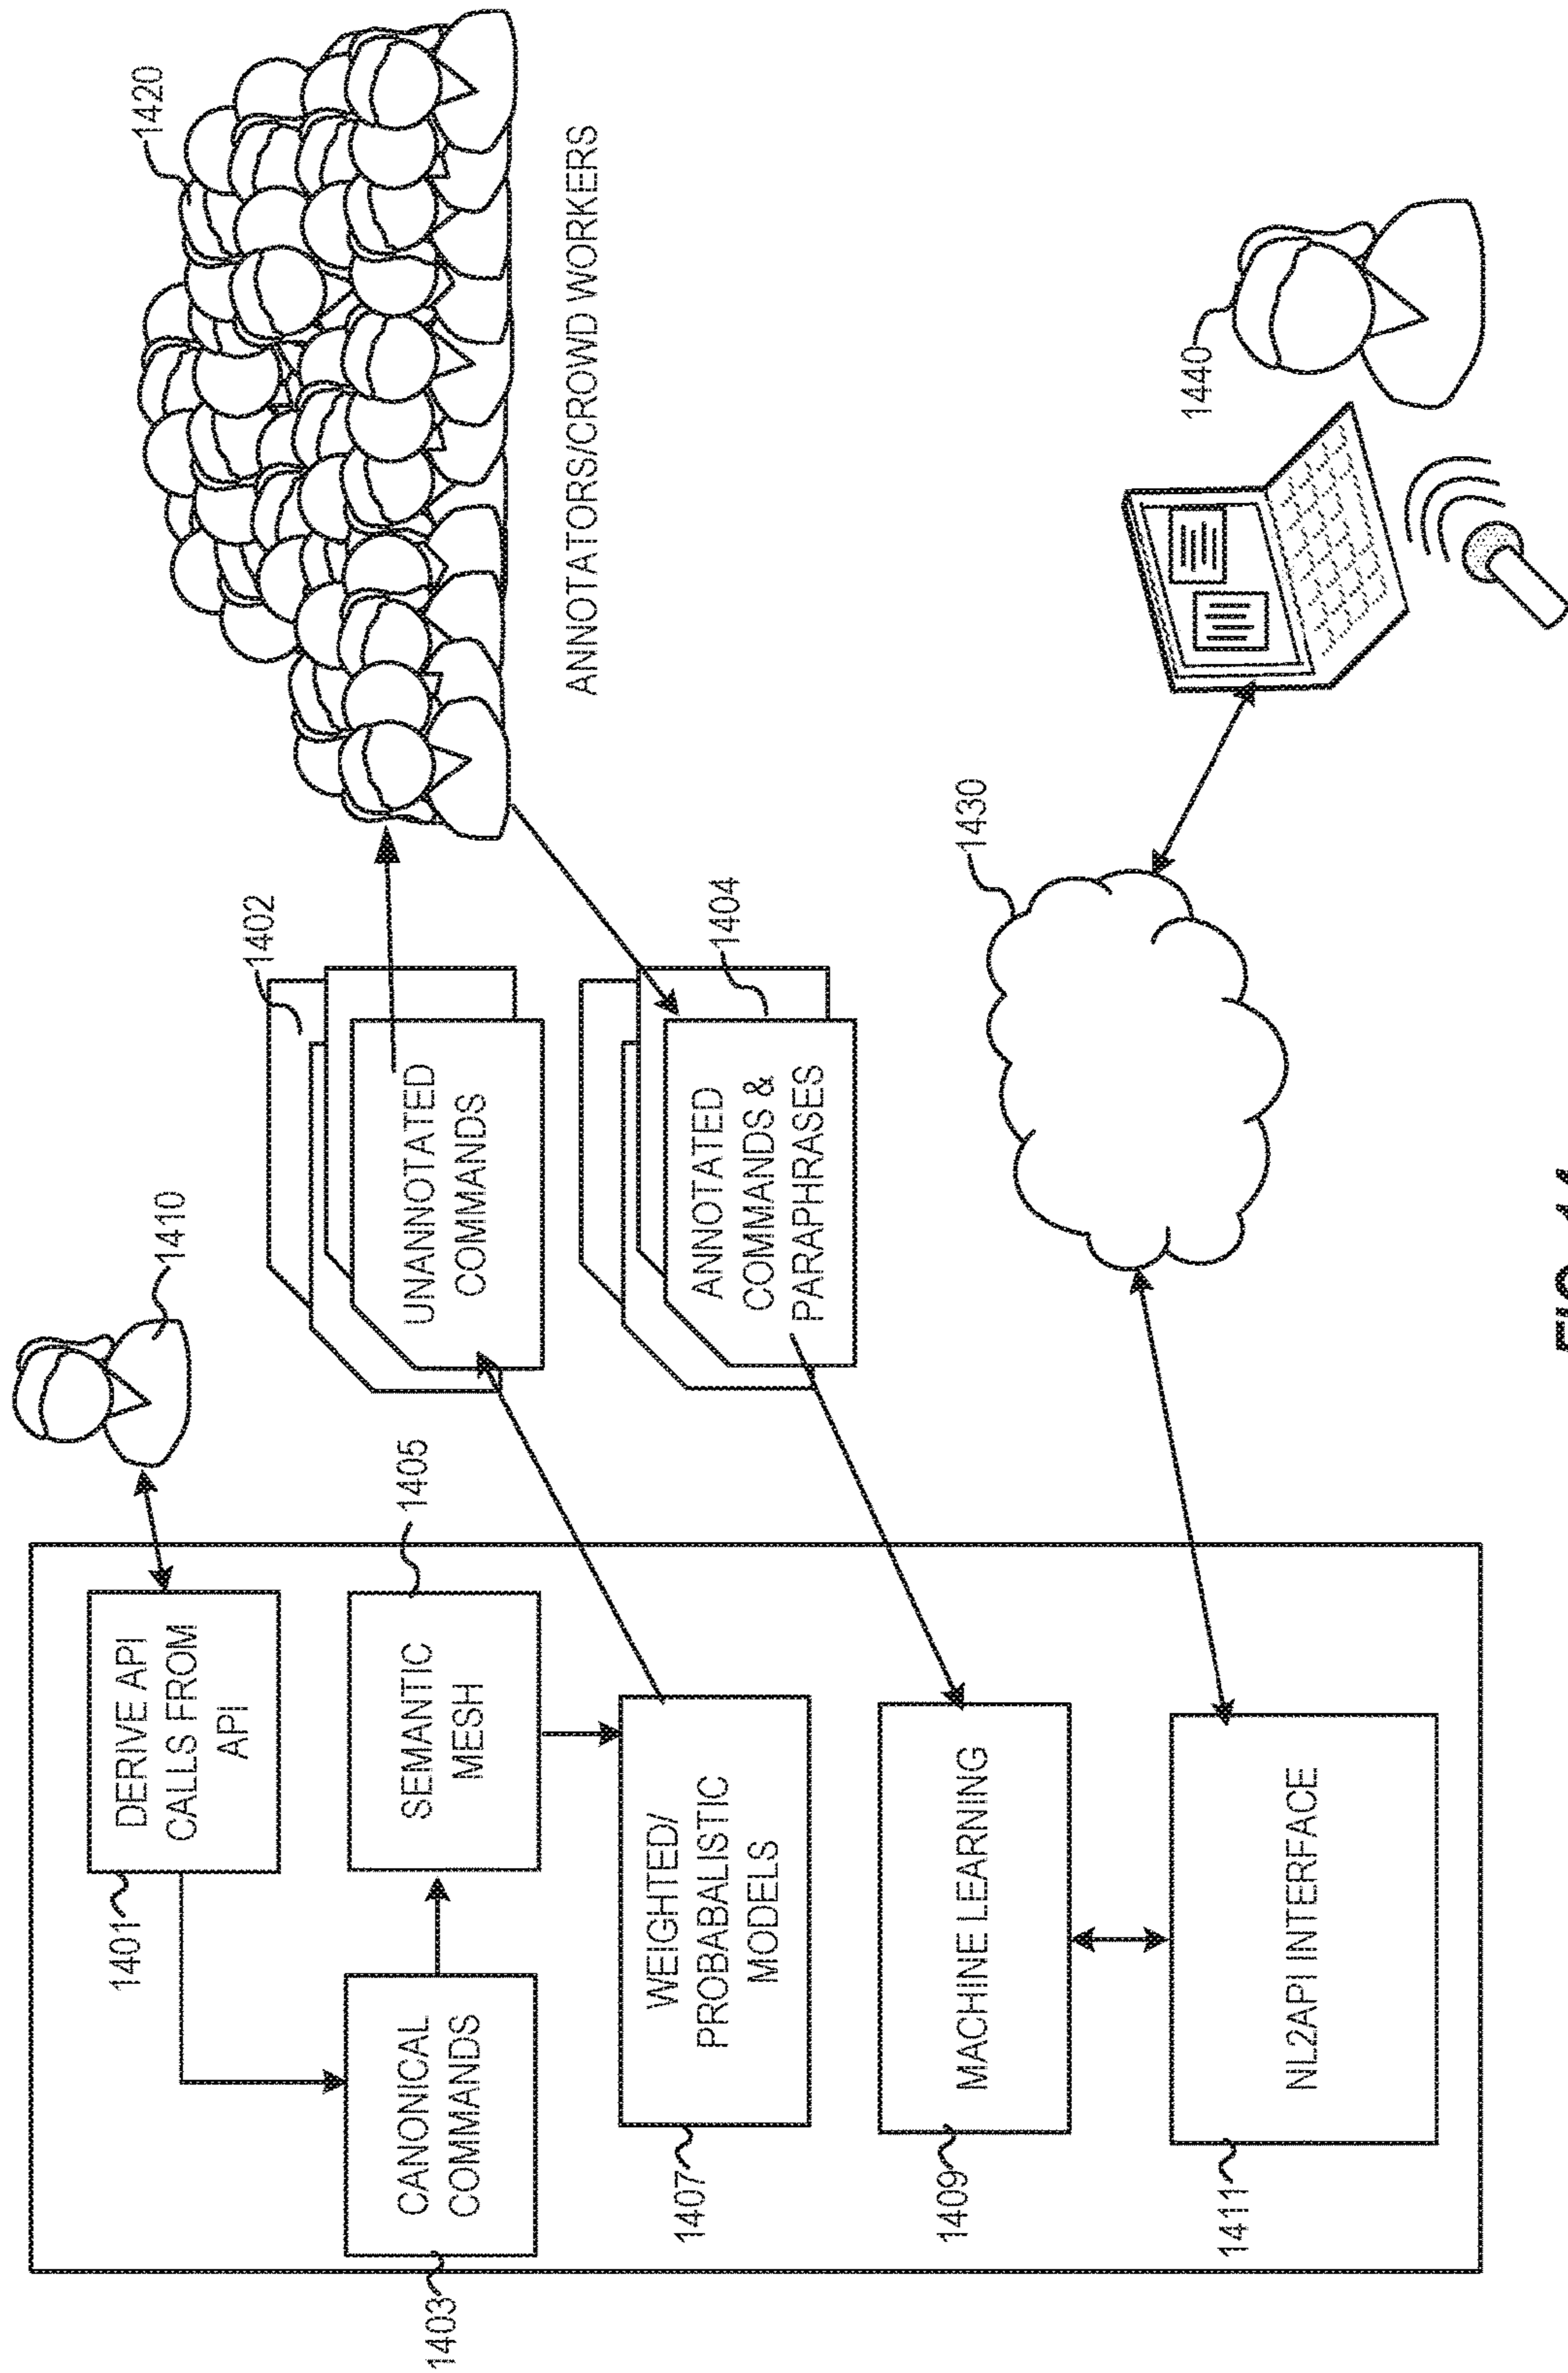 1401
DERIVE API
CALLS FROM
API
1410
1403
CANONICAL
COMMANDS
SEMANTIC
MESH
1405
1402
UNANNOTATED
COMMANDS
1420
ANNOTATORS/CROWD WORKERS
1407
WEIGHTED/
PROBABALISTIC
MODELS
ANNOTATED
COMMANDS &
PARAPHRASES
1404
1409
MACHINE LEARNING
1430
1411
NL2API INTERFACE
1440